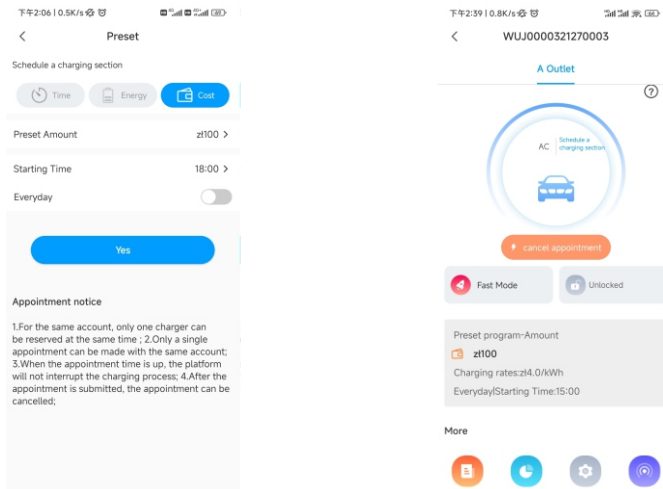 下午2:06 | 0.5K/s
Preset
Schedule a charging section
Time
Energy
Cost
Preset Amount
zł100 >
Starting Time
18:00 >
Everyday
Yes
Appointment notice
1.For the same account, only one charger can
be reserved at the same time ; 2.Only a single
appointment can be made with the same account;
3.When the appointment time is up, the platform
will not interrupt the charging process; 4.After the
appointment is submitted, the appointment can be
cancelled;
下午2:39 | 0.8K/s
WUJ0000321270003
A Outlet
?
AC
Schedule a
charging section
cancel appointment
Fast Mode
Unlocked
Preset program-Amount
zł100
Charging rates:zł4.0/kWh
Everyday|Starting Time:15:00
More